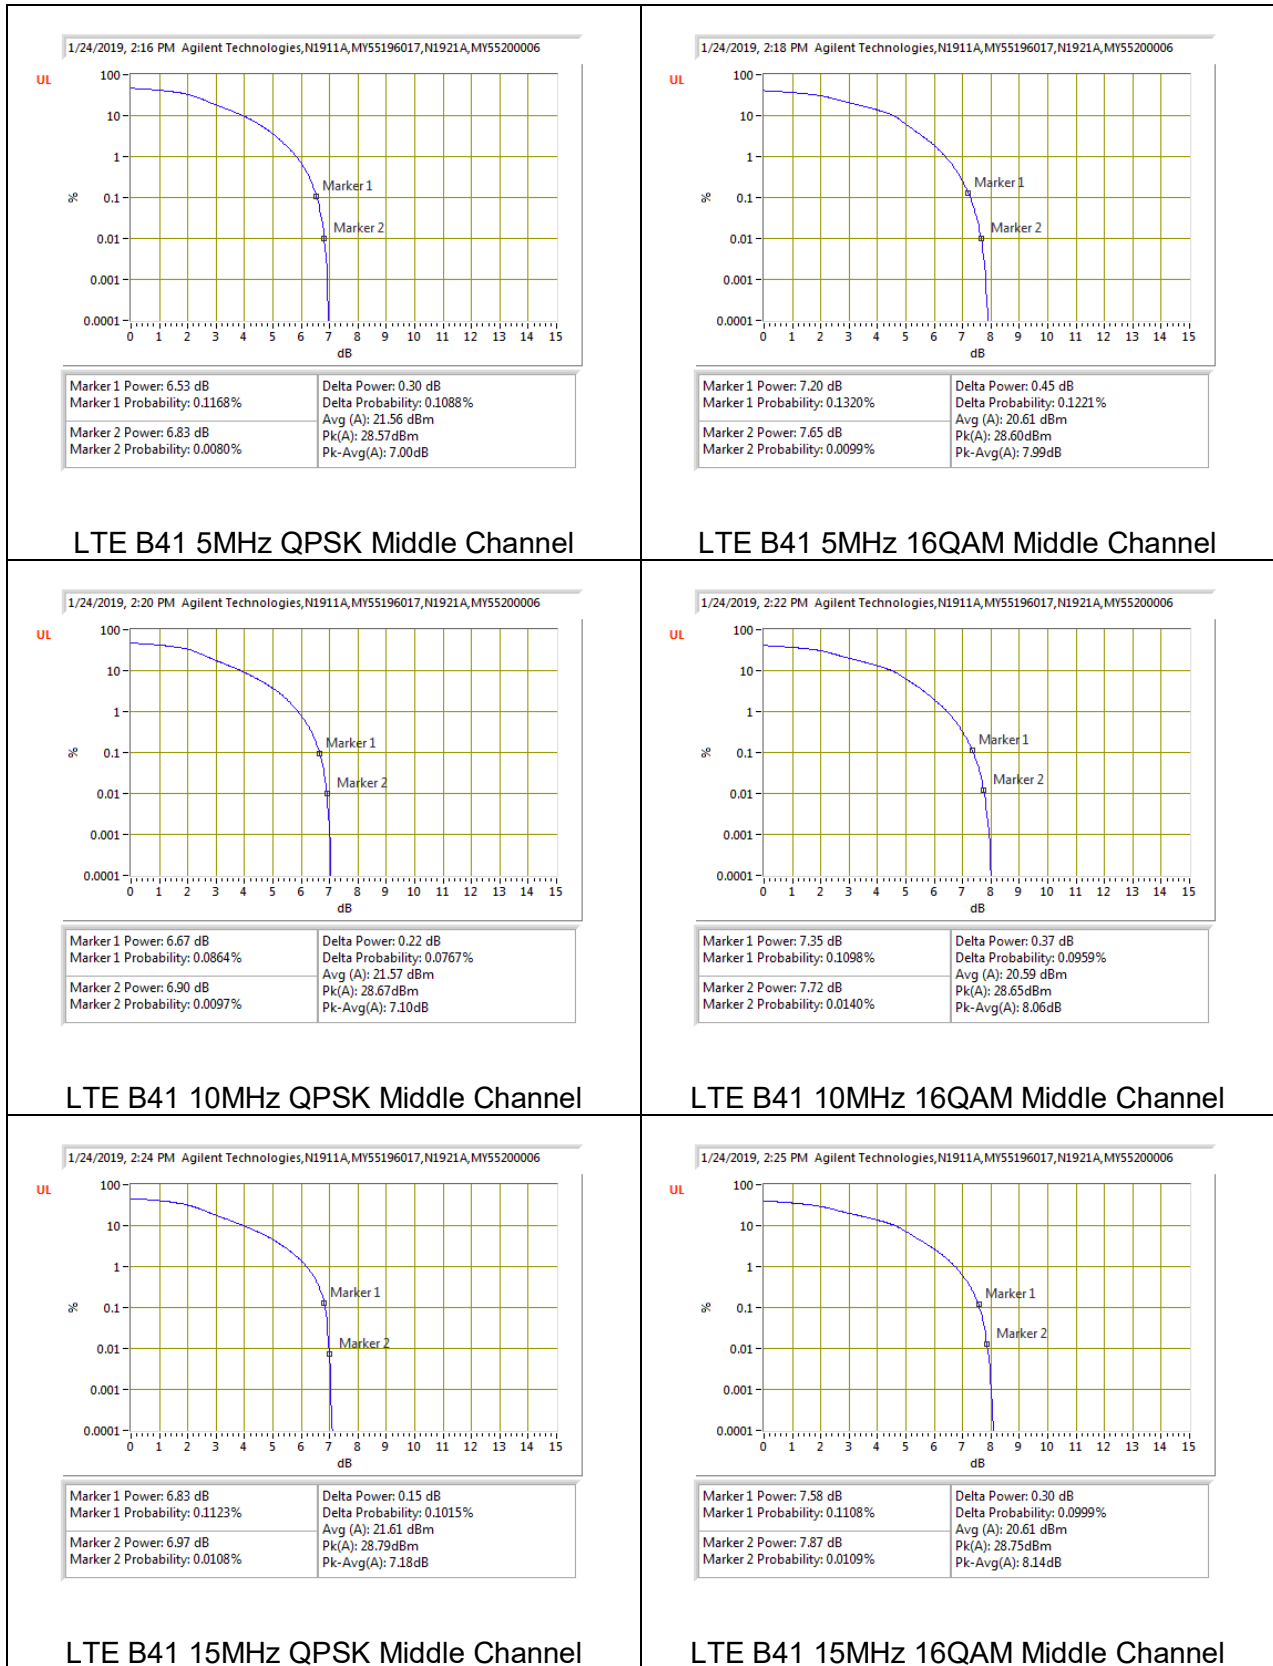 1/24/2019, 2:16 PM Agilent Technologies,N1911A,MY55196017,N1921A,MY55200006
UL
100
10
1
0.1
0.01
0.001
0.0001
%
Marker 1
Marker 2
0 1 2 3 4 5 6 7 8 9 10 11 12 13 14 15
dB
Marker 1 Power: 6.53 dB
Marker 1 Probability: 0.1168%
Marker 2 Power: 6.83 dB
Marker 2 Probability: 0.0080%
Delta Power: 0.30 dB
Delta Probability: 0.1088%
Avg (A): 21.56 dBm
Pk(A): 28.57dBm
Pk-Avg(A): 7.00dB
LTE B41 5MHz QPSK Middle Channel
1/24/2019, 2:18 PM Agilent Technologies,N1911A,MY55196017,N1921A,MY55200006
UL
100
10
1
0.1
0.01
0.001
0.0001
%
Marker 1
Marker 2
0 1 2 3 4 5 6 7 8 9 10 11 12 13 14 15
dB
Marker 1 Power: 7.20 dB
Marker 1 Probability: 0.1320%
Marker 2 Power: 7.65 dB
Marker 2 Probability: 0.0099%
Delta Power: 0.45 dB
Delta Probability: 0.1221%
Avg (A): 20.61 dBm
Pk(A): 28.60dBm
Pk-Avg(A): 7.99dB
LTE B41 5MHz 16QAM Middle Channel
1/24/2019, 2:20 PM Agilent Technologies,N1911A,MY55196017,N1921A,MY55200006
UL
100
10
1
0.1
0.01
0.001
0.0001
%
Marker 1
Marker 2
0 1 2 3 4 5 6 7 8 9 10 11 12 13 14 15
dB
Marker 1 Power: 6.67 dB
Marker 1 Probability: 0.0864%
Marker 2 Power: 6.90 dB
Marker 2 Probability: 0.0097%
Delta Power: 0.22 dB
Delta Probability: 0.0767%
Avg (A): 21.57 dBm
Pk(A): 28.67dBm
Pk-Avg(A): 7.10dB
LTE B41 10MHz QPSK Middle Channel
1/24/2019, 2:22 PM Agilent Technologies,N1911A,MY55196017,N1921A,MY55200006
UL
100
10
1
0.1
0.01
0.001
0.0001
%
Marker 1
Marker 2
0 1 2 3 4 5 6 7 8 9 10 11 12 13 14 15
dB
Marker 1 Power: 7.35 dB
Marker 1 Probability: 0.1098%
Marker 2 Power: 7.72 dB
Marker 2 Probability: 0.0140%
Delta Power: 0.37 dB
Delta Probability: 0.0959%
Avg (A): 20.59 dBm
Pk(A): 28.65dBm
Pk-Avg(A): 8.06dB
LTE B41 10MHz 16QAM Middle Channel
1/24/2019, 2:24 PM Agilent Technologies,N1911A,MY55196017,N1921A,MY55200006
UL
100
10
1
0.1
0.01
0.001
0.0001
%
Marker 1
Marker 2
0 1 2 3 4 5 6 7 8 9 10 11 12 13 14 15
dB
Marker 1 Power: 6.83 dB
Marker 1 Probability: 0.1123%
Marker 2 Power: 6.97 dB
Marker 2 Probability: 0.0108%
Delta Power: 0.15 dB
Delta Probability: 0.1015%
Avg (A): 21.61 dBm
Pk(A): 28.79dBm
Pk-Avg(A): 7.18dB
LTE B41 15MHz QPSK Middle Channel
1/24/2019, 2:25 PM Agilent Technologies,N1911A,MY55196017,N1921A,MY55200006
UL
100
10
1
0.1
0.01
0.001
0.0001
%
Marker 1
Marker 2
0 1 2 3 4 5 6 7 8 9 10 11 12 13 14 15
dB
Marker 1 Power: 7.58 dB
Marker 1 Probability: 0.1108%
Marker 2 Power: 7.87 dB
Marker 2 Probability: 0.0109%
Delta Power: 0.30 dB
Delta Probability: 0.0999%
Avg (A): 20.61 dBm
Pk(A): 28.75dBm
Pk-Avg(A): 8.14dB
LTE B41 15MHz 16QAM Middle Channel